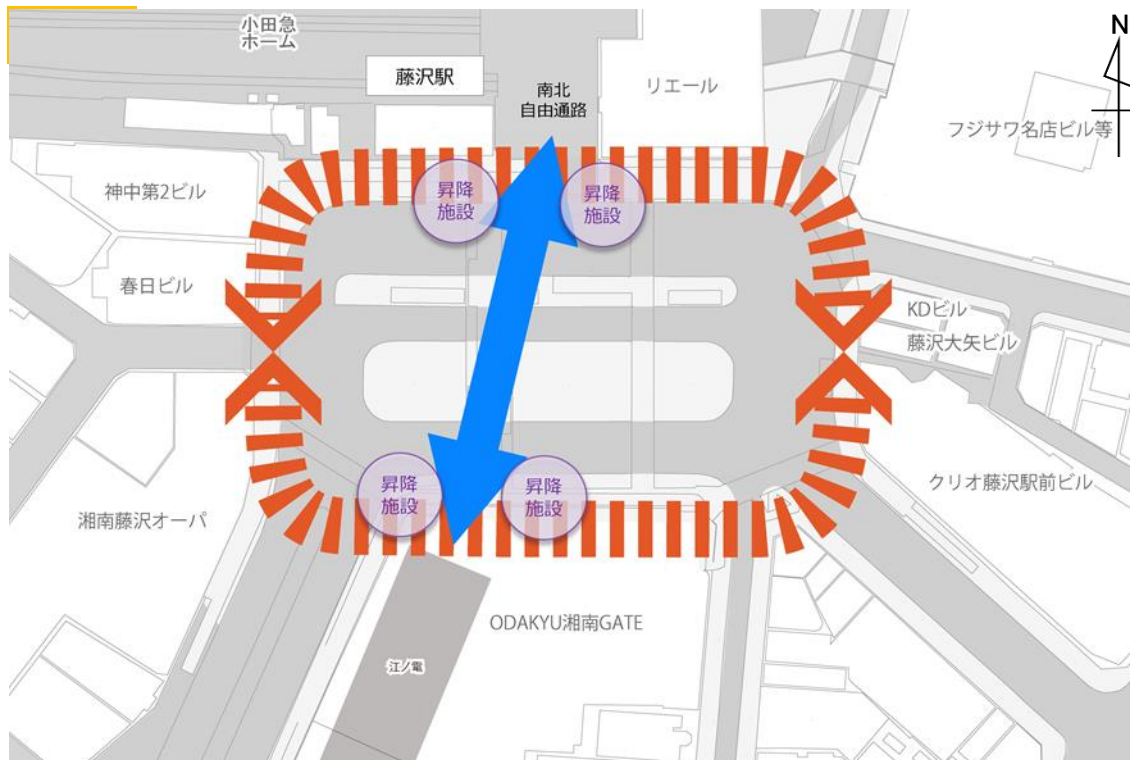 小田急
ホーム
N
藤沢駅
南北
自由通路
リエール
フジサワ名店ビル等
神中第2ビル
昇降
施設
昇降
施設
春日ビル
KDビル
藤沢大矢ビル
昇降
施設
昇降
施設
クリオ藤沢駅前ビル
湘南藤沢オーパ
ODAKYU湘南GATE
江ノ電